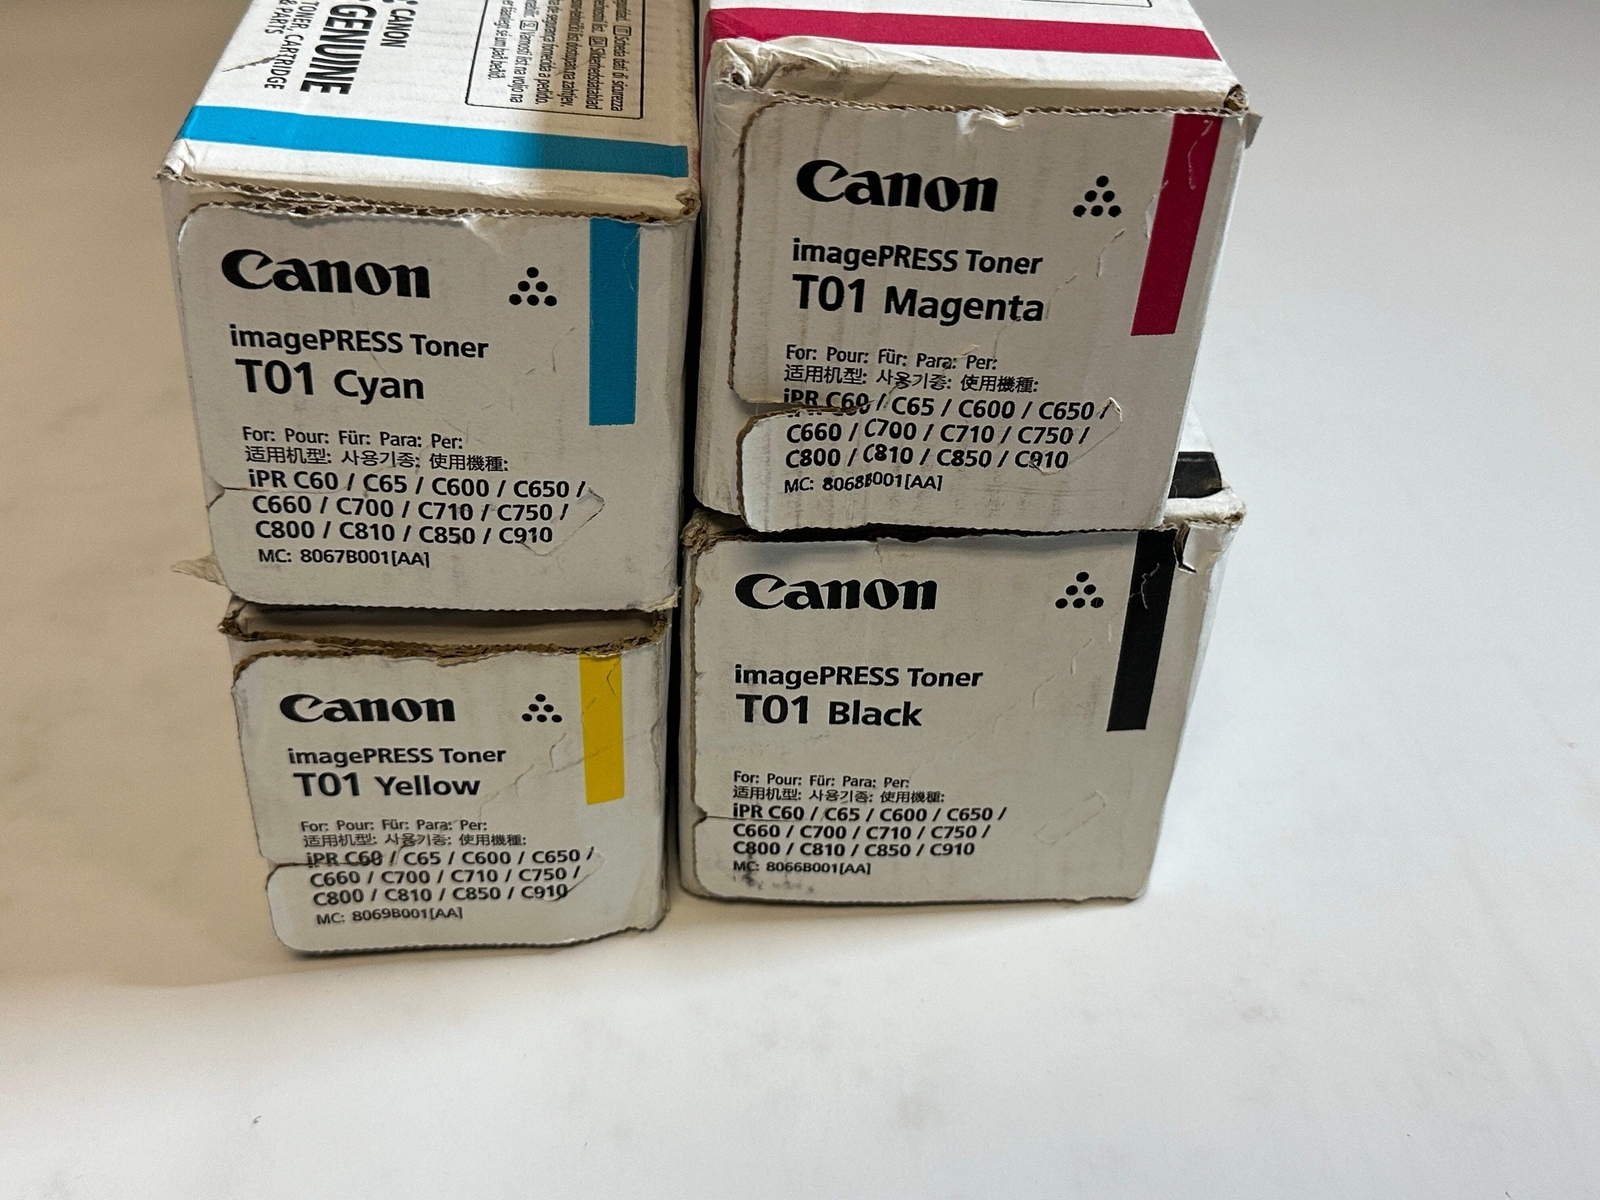 CANON
GENUINE
TONER, CARTRIDGE
& PARTS
Canon
imagePRESS Toner
T01 Cyan
For: Pour: Für: Para: Per:
适用机型: 사용기종: 使用機種:
iPR C60 / C65 / C600 / C650 /
C660 / C700 / C710 / C750 /
C800 / C810 / C850 / C910
MC: 8067B001[AA]
Canon
imagePRESS Toner
T01 Magenta
For: Pour: Für: Para: Per:
适用机型: 사용기종: 使用機種:
iPR C60 / C65 / C600 / C650 /
C660 / C700 / C710 / C750 /
C800 / C810 / C850 / C910
MC: 8068B001[AA]
Canon
imagePRESS Toner
T01 Yellow
For: Pour: Für: Para: Per:
适用机型: 사용기종: 使用機種:
iPR C60 / C65 / C600 / C650 /
C660 / C700 / C710 / C750 /
C800 / C810 / C850 / C910
MC: 8069B001[AA]
Canon
imagePRESS Toner
T01 Black
For: Pour: Für: Para: Per:
适用机型: 사용기종: 使用機種:
iPR C60 / C65 / C600 / C650 /
C660 / C700 / C710 / C750 /
C800 / C810 / C850 / C910
MC: 8066B001[AA]